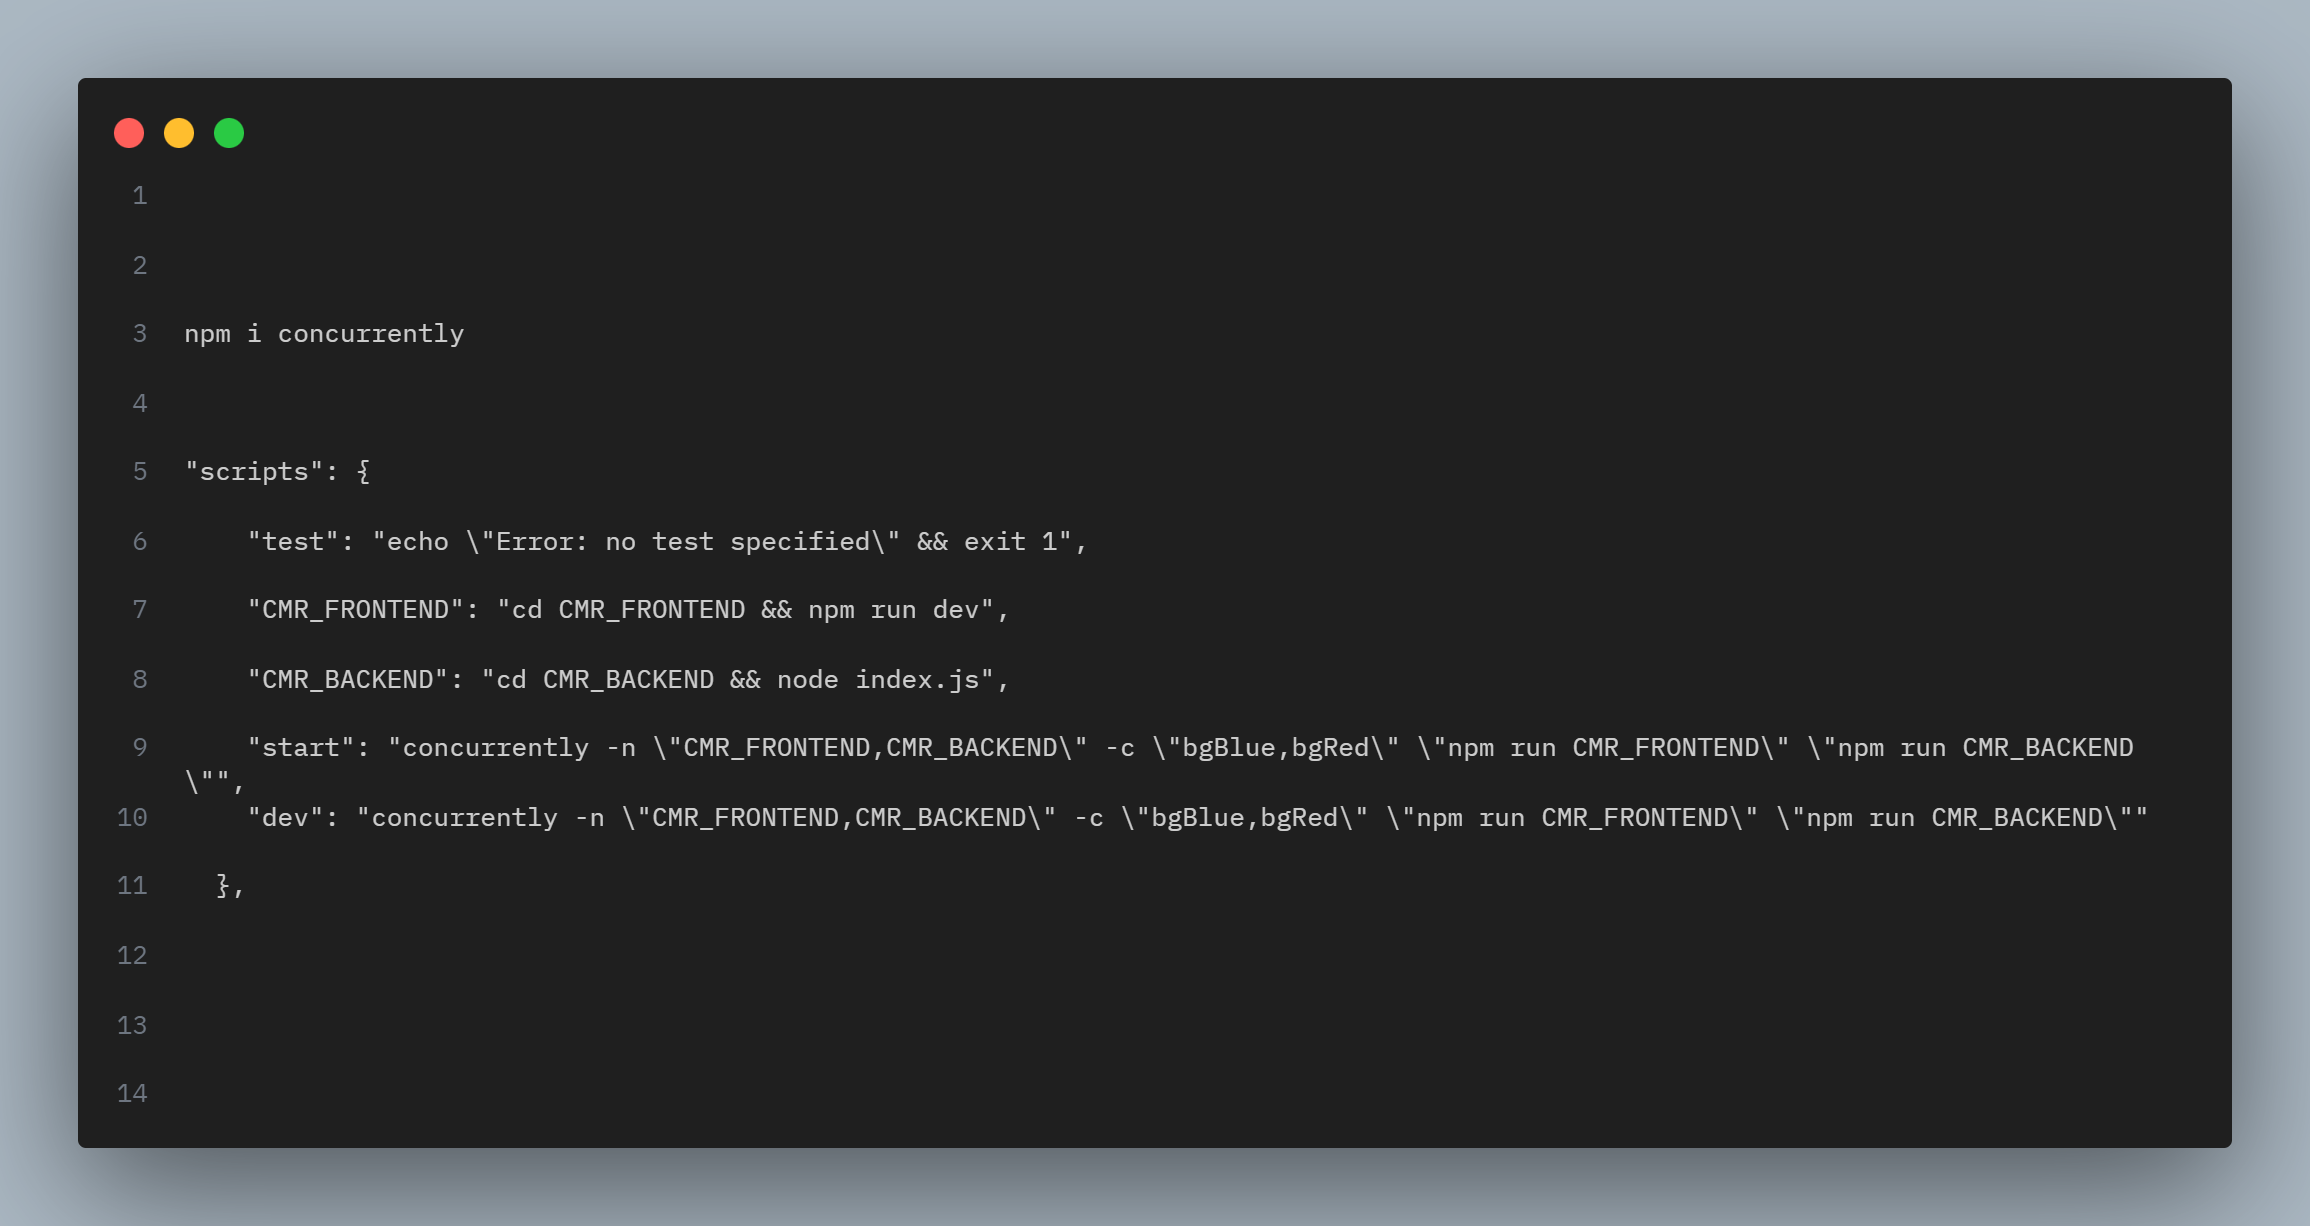 1
2
3 npm i concurrently
4
5 "scripts": {
6     "test": "echo \"Error: no test specified\" && exit 1",
7     "CMR_FRONTEND": "cd CMR_FRONTEND && npm run dev",
8     "CMR_BACKEND": "cd CMR_BACKEND && node index.js",
9     "start": "concurrently -n \"CMR_FRONTEND,CMR_BACKEND\" -c \"bgBlue,bgRed\" \"npm run CMR_FRONTEND\" \"npm run CMR_BACKEND
\"",
10     "dev": "concurrently -n \"CMR_FRONTEND,CMR_BACKEND\" -c \"bgBlue,bgRed\" \"npm run CMR_FRONTEND\" \"npm run CMR_BACKEND\""
11   },
12
13
14